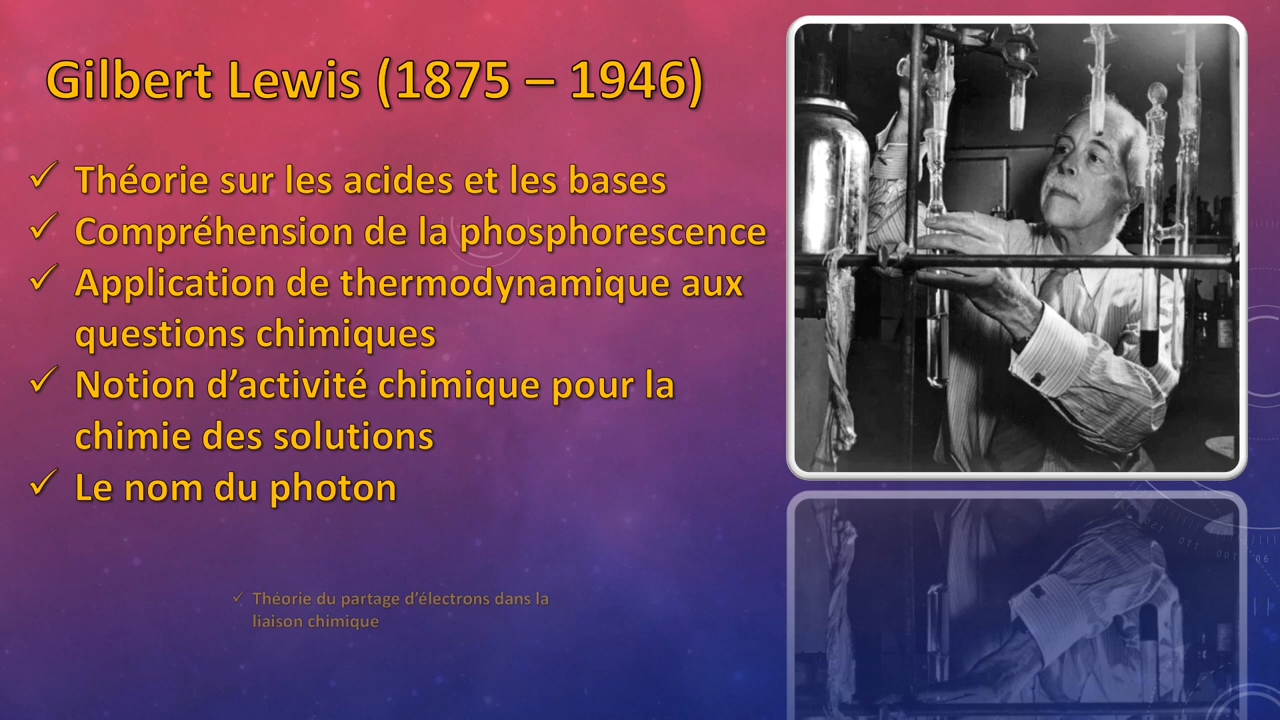 Gilbert Lewis (1875 – 1946)
✓ Théorie sur les acides et les bases
✓ Compréhension de la phosphorescence
✓ Application de thermodynamique aux
questions chimiques
✓ Notion d’activité chimique pour la
chimie des solutions
✓ Le nom du photon
✓ Théorie du partage d’électrons dans la
liaison chimique